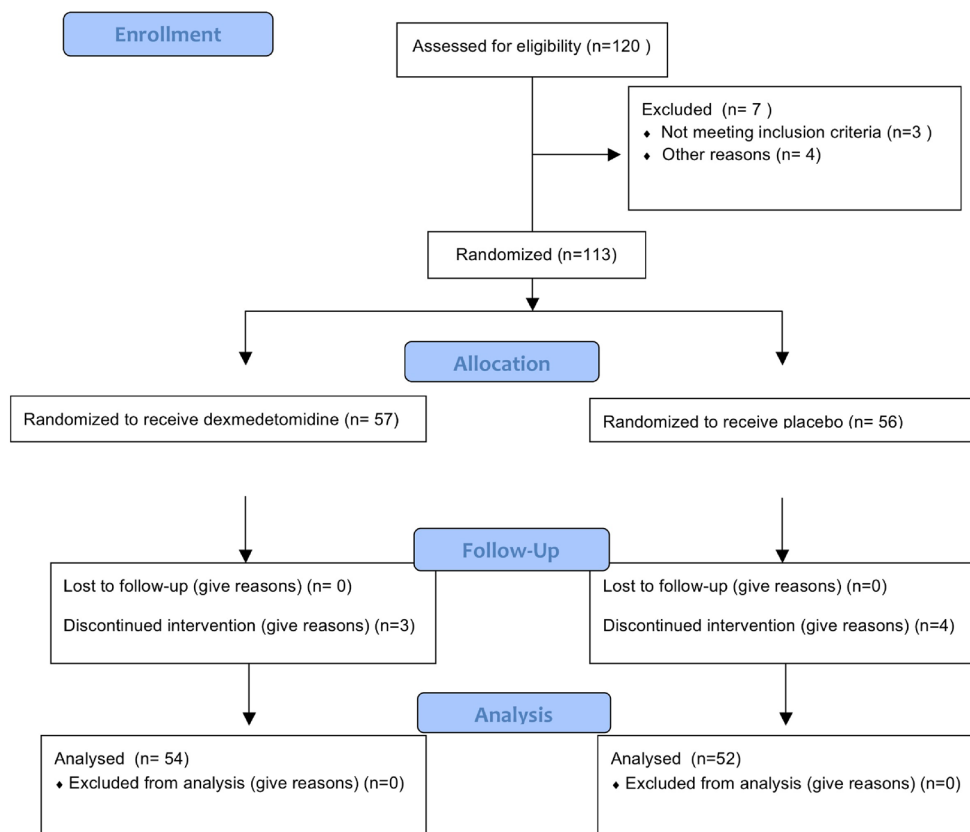 Enrollment
Assessed for eligibility (n=120 )
Excluded (n= 7 )
♦ Not meeting inclusion criteria (n=3 )
♦ Other reasons (n= 4)
Randomized (n=113)
Allocation
Randomized to receive dexmedetomidine (n= 57)
Randomized to receive placebo (n= 56)
Follow-Up
Lost to follow-up (give reasons) (n= 0)
Discontinued intervention (give reasons) (n=3)
Lost to follow-up (give reasons) (n=0)
Discontinued intervention (give reasons) (n=4)
Analysis
Analysed (n= 54)
♦ Excluded from analysis (give reasons) (n=0)
Analysed (n=52)
♦ Excluded from analysis (give reasons) (n=0)